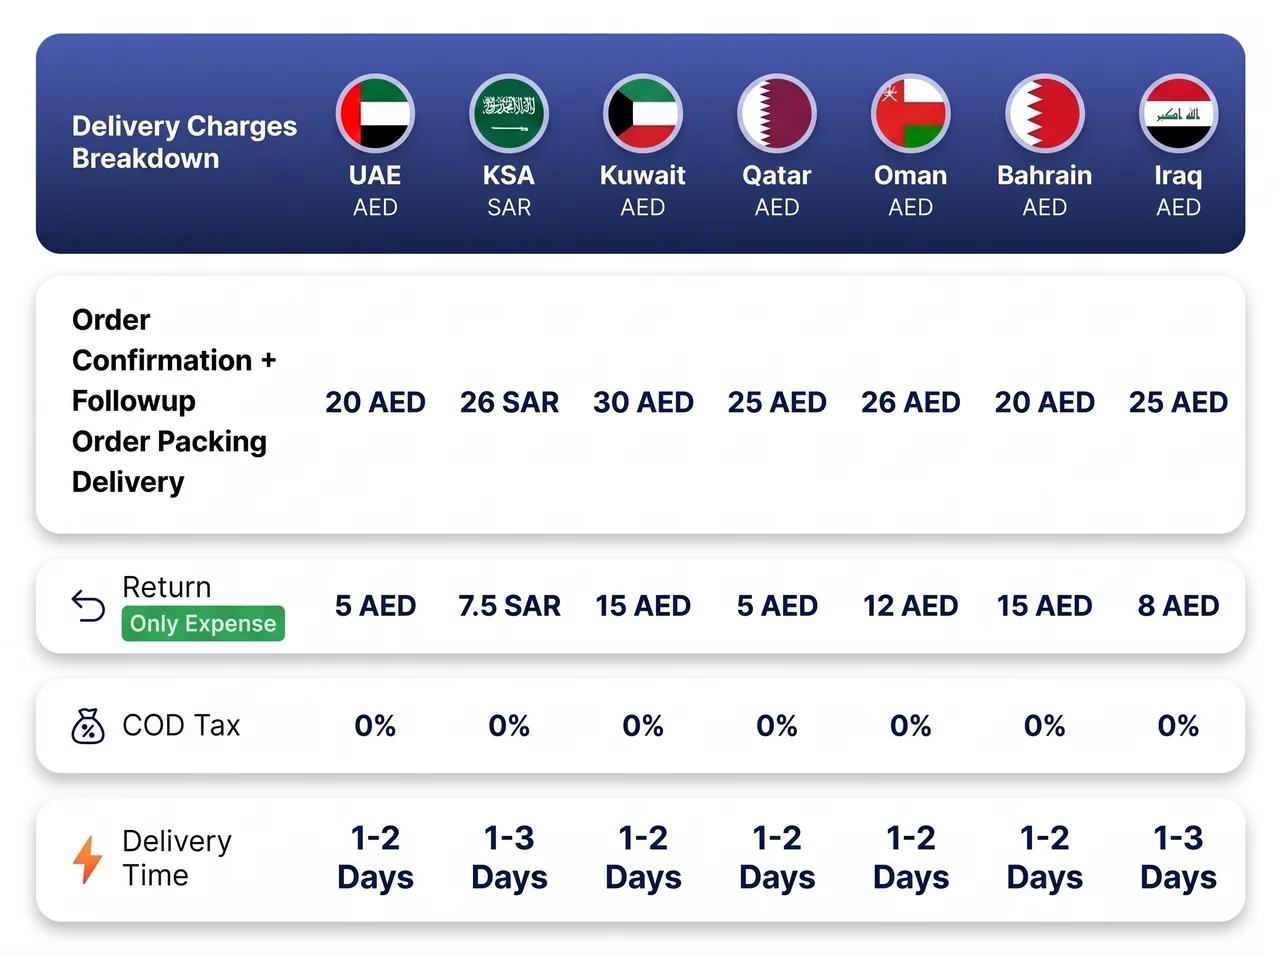 Delivery Charges
Breakdown
UAE KSA Kuwait Qatar Oman Bahrain Iraq
AED SAR AED AED AED AED AED
Order
Confirmation +
Followup
Order Packing
Delivery
20 AED 26 SAR 30 AED 25 AED 26 AED 20 AED 25 AED
Return
Only Expense
5 AED 7.5 SAR 15 AED 5 AED 12 AED 15 AED 8 AED
COD Tax 0% 0% 0% 0% 0% 0% 0%
Delivery
Time
1-2 1-3 1-2 1-2 1-2 1-2 1-3
Days Days Days Days Days Days Days